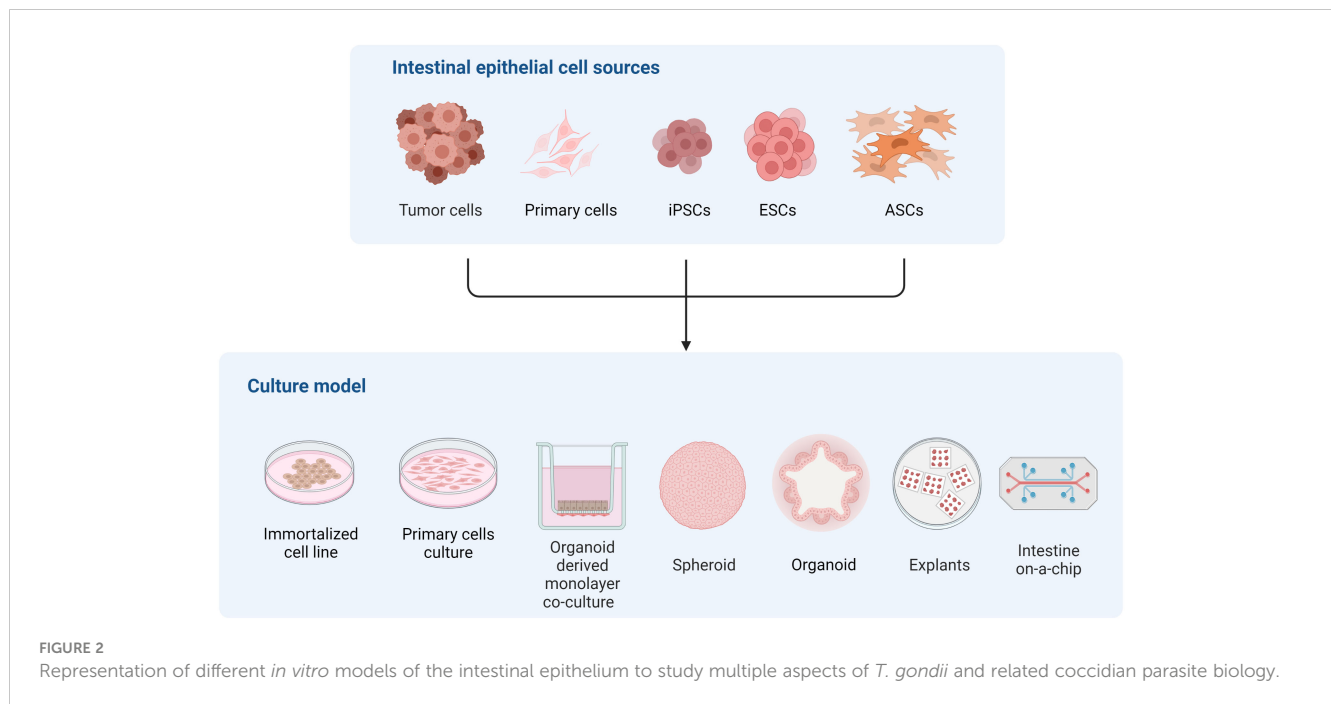 Intestinal epithelial cell sources
Tumor cells
Primary cells
iPSCs
ESCs
ASCs
Culture model
Immortalized
cell line
Primary cells
culture
Organoid
derived
monolayer
co-culture
Spheroid
Organoid
Explants
Intestine
on-a-chip
FIGURE 2
Representation of different in vitro models of the intestinal epithelium to study multiple aspects of T. gondii and related coccidian parasite biology.